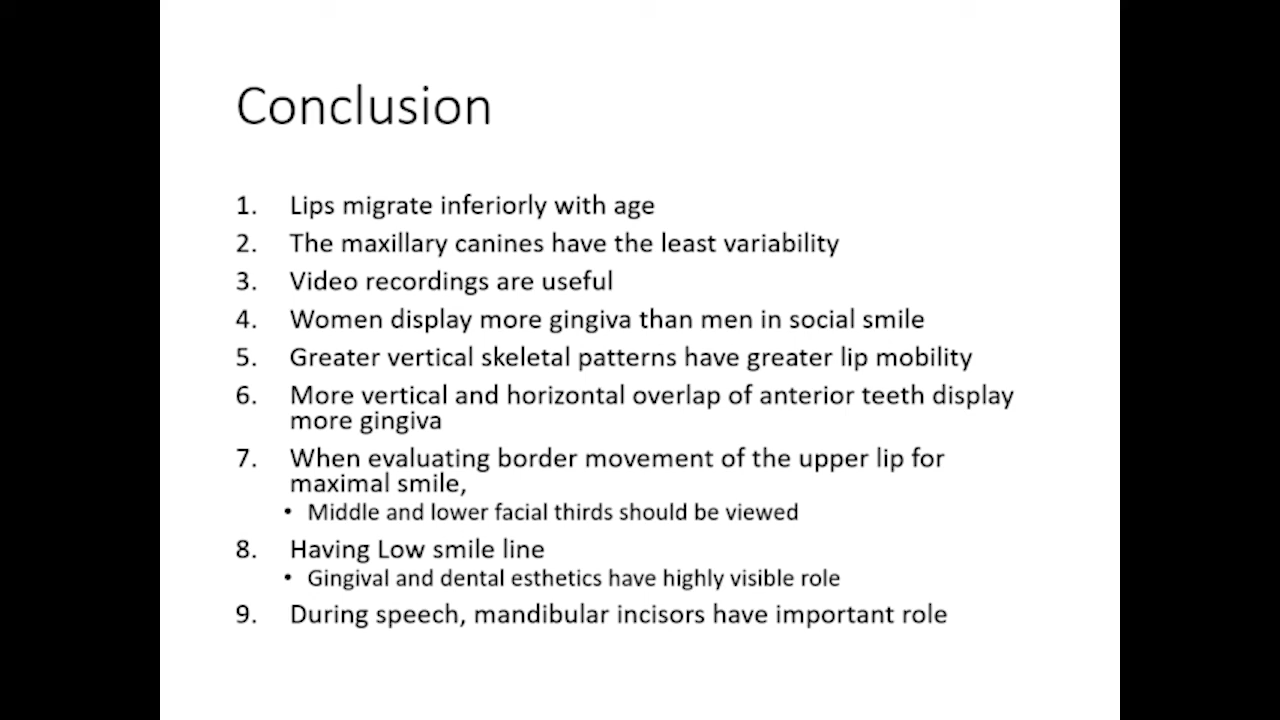 Conclusion
1. Lips migrate inferiorly with age
2. The maxillary canines have the least variability
3. Video recordings are useful
4. Women display more gingiva than men in social smile
5. Greater vertical skeletal patterns have greater lip mobility
6. More vertical and horizontal overlap of anterior teeth display
more gingiva
7. When evaluating border movement of the upper lip for
maximal smile,
• Middle and lower facial thirds should be viewed
8. Having Low smile line
• Gingival and dental esthetics have highly visible role
9. During speech, mandibular incisors have important role